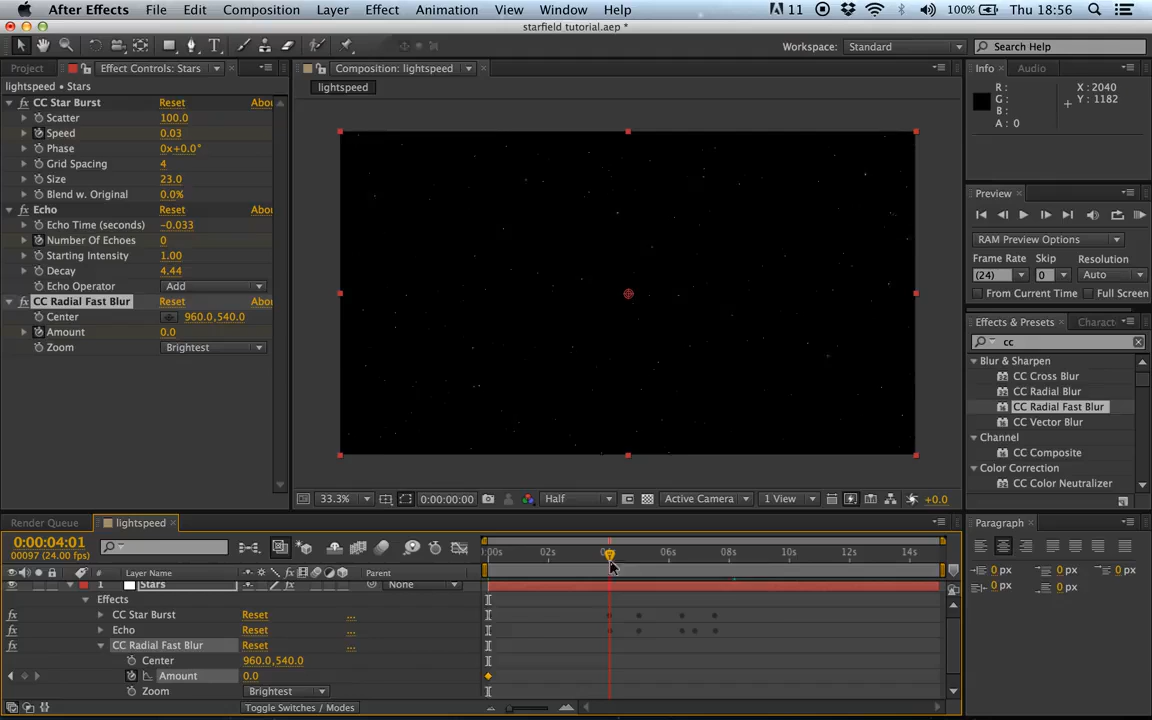 After Effects File Edit Composition Layer Effect Animation View Window Help 11 100% Thu 18:56
starfield tutorial.aep *
Workspace: Standard Search Help
Project Effect Controls: Stars Composition: lightspeed Info Audio
lightspeed • Stars lightspeed
R: G: B: A: 0
X: 2040
Y: 1182
fx CC Star Burst Reset Abou
Scatter 100.0
Speed 0.03
Phase 0x+0.0°
Grid Spacing 4
Size 23.0
Blend w. Original 0.0%
fx Echo Reset Abou
Echo Time (seconds) -0.033
Number Of Echoes 0
Starting Intensity 1.00
Decay 4.44
Echo Operator Add
fx CC Radial Fast Blur Reset Abou
Center 960.0,540.0
Amount 0.0
Zoom Brightest
Preview
RAM Preview Options
Frame Rate Skip Resolution
(24) 0 Auto
From Current Time Full Screen
Effects & Presets Charact
cc
Blur & Sharpen
CC Cross Blur
CC Radial Blur
CC Radial Fast Blur
CC Vector Blur
Channel
CC Composite
Color Correction
CC Color Neutralizer
33.3% 0:00:00:00 Half Active Camera 1 View +0.0
Render Queue lightspeed
0:00:04:01
00097 (24.00 fps)
:00s 02s 06s 08s 10s 12s 14s
# Layer Name Parent
1 Stars None
Effects
fx CC Star Burst Reset ...
fx Echo Reset ...
fx CC Radial Fast Blur Reset ...
Center 960.0,540.0
Amount 0.0
Zoom Brightest
Toggle Switches / Modes
Paragraph
0 px 0 px 0 px
0 px 0 px